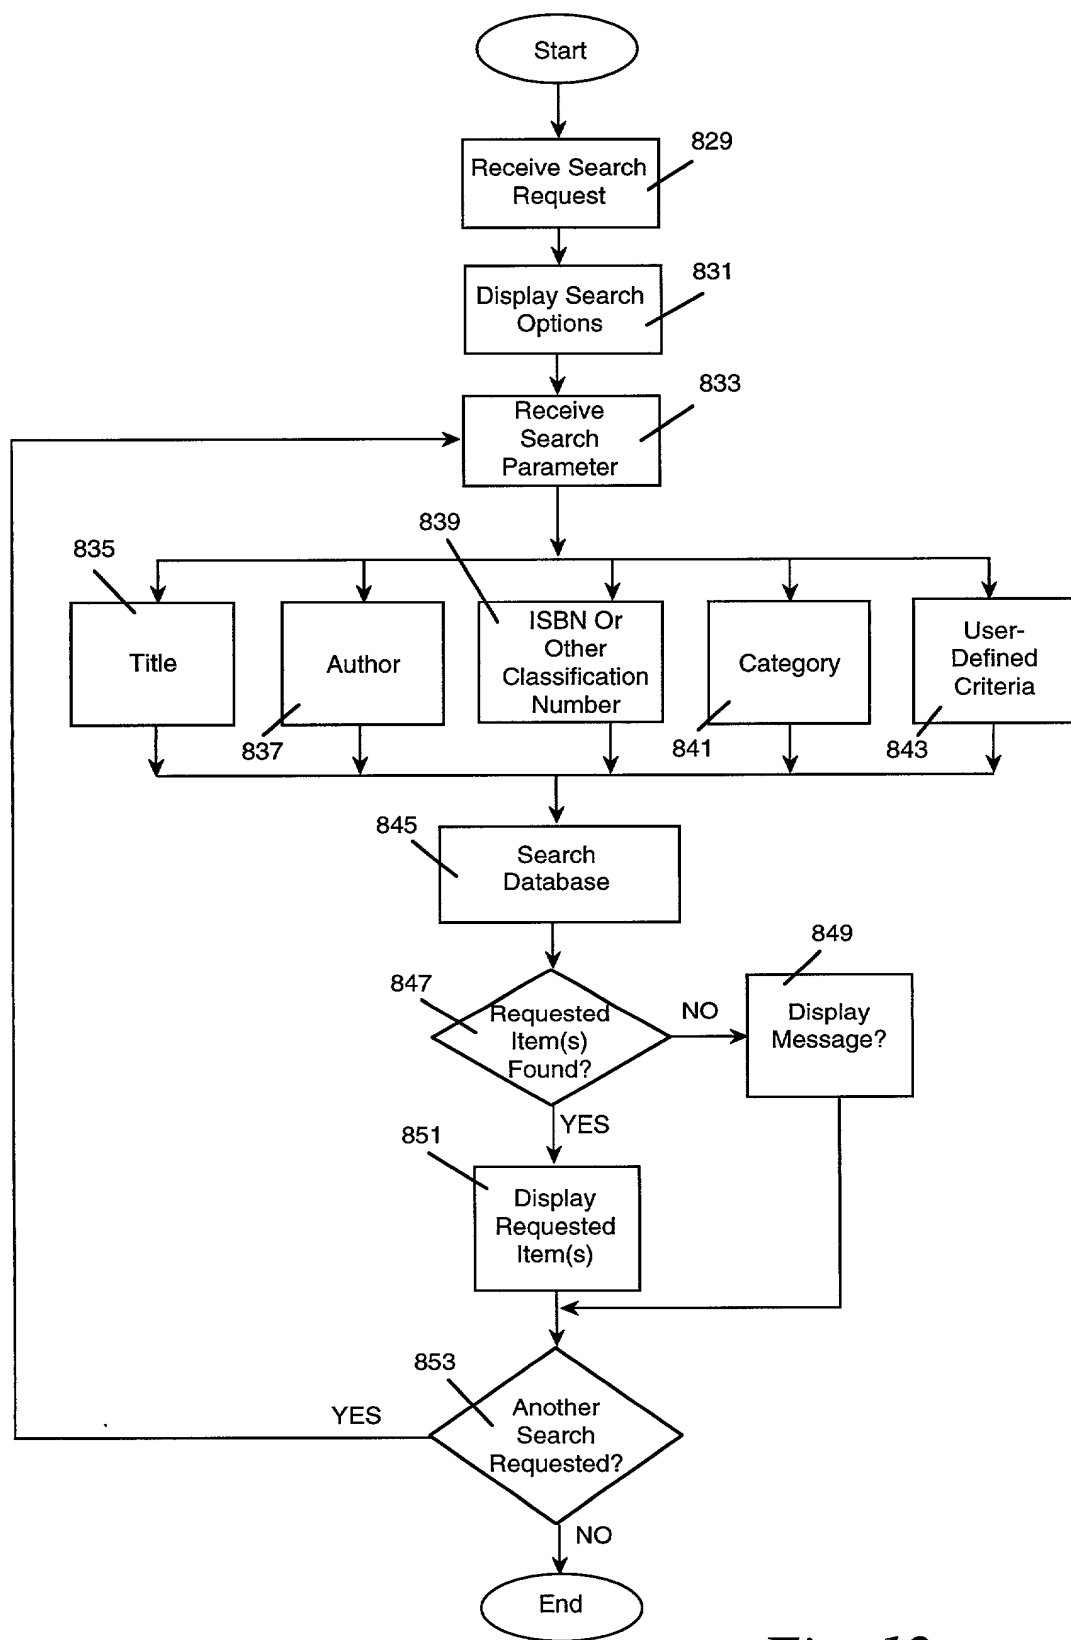 Start
829
Receive Search
Request
831
Display Search
Options
833
Receive
Search
Parameter
839
835
Title
Author
ISBN Or
Other
Classification
Number
Category
User-
Defined
Criteria
837
841
843
845
Search
Database
849
847
Requested
Item(s)
Found?
NO
Display
Message?
YES
851
Display
Requested
Item(s)
853
YES
Another
Search
Requested?
NO
End